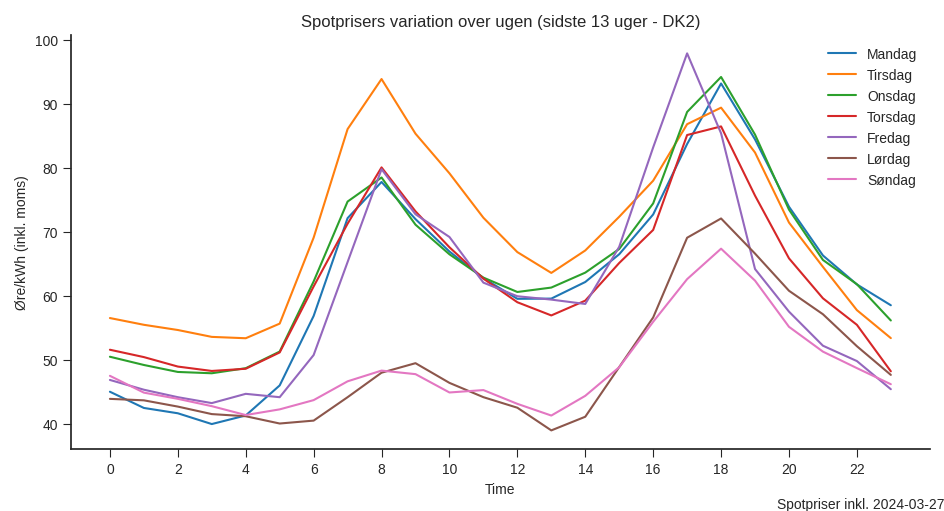 Spotprisers variation over ugen (sidste 13 uger - DK2)
Øre/kWh (inkl. moms)
100
90
80
70
60
50
40
Mandag
Tirsdag
Onsdag
Torsdag
Fredag
Lørdag
Søndag
0 2 4 6 8 10 12 14 16 18 20 22
Time
Spotpriser inkl. 2024-03-27